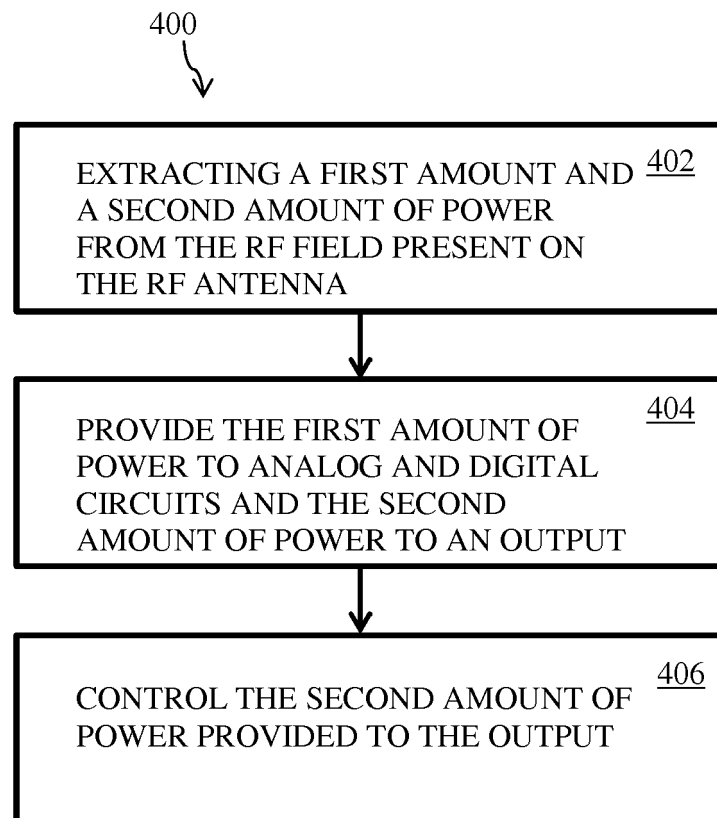 400
402
EXTRACTING A FIRST AMOUNT AND
A SECOND AMOUNT OF POWER
FROM THE RF FIELD PRESENT ON
THE RF ANTENNA
404
PROVIDE THE FIRST AMOUNT OF
POWER TO ANALOG AND DIGITAL
CIRCUITS AND THE SECOND
AMOUNT OF POWER TO AN OUTPUT
406
CONTROL THE SECOND AMOUNT OF
POWER PROVIDED TO THE OUTPUT